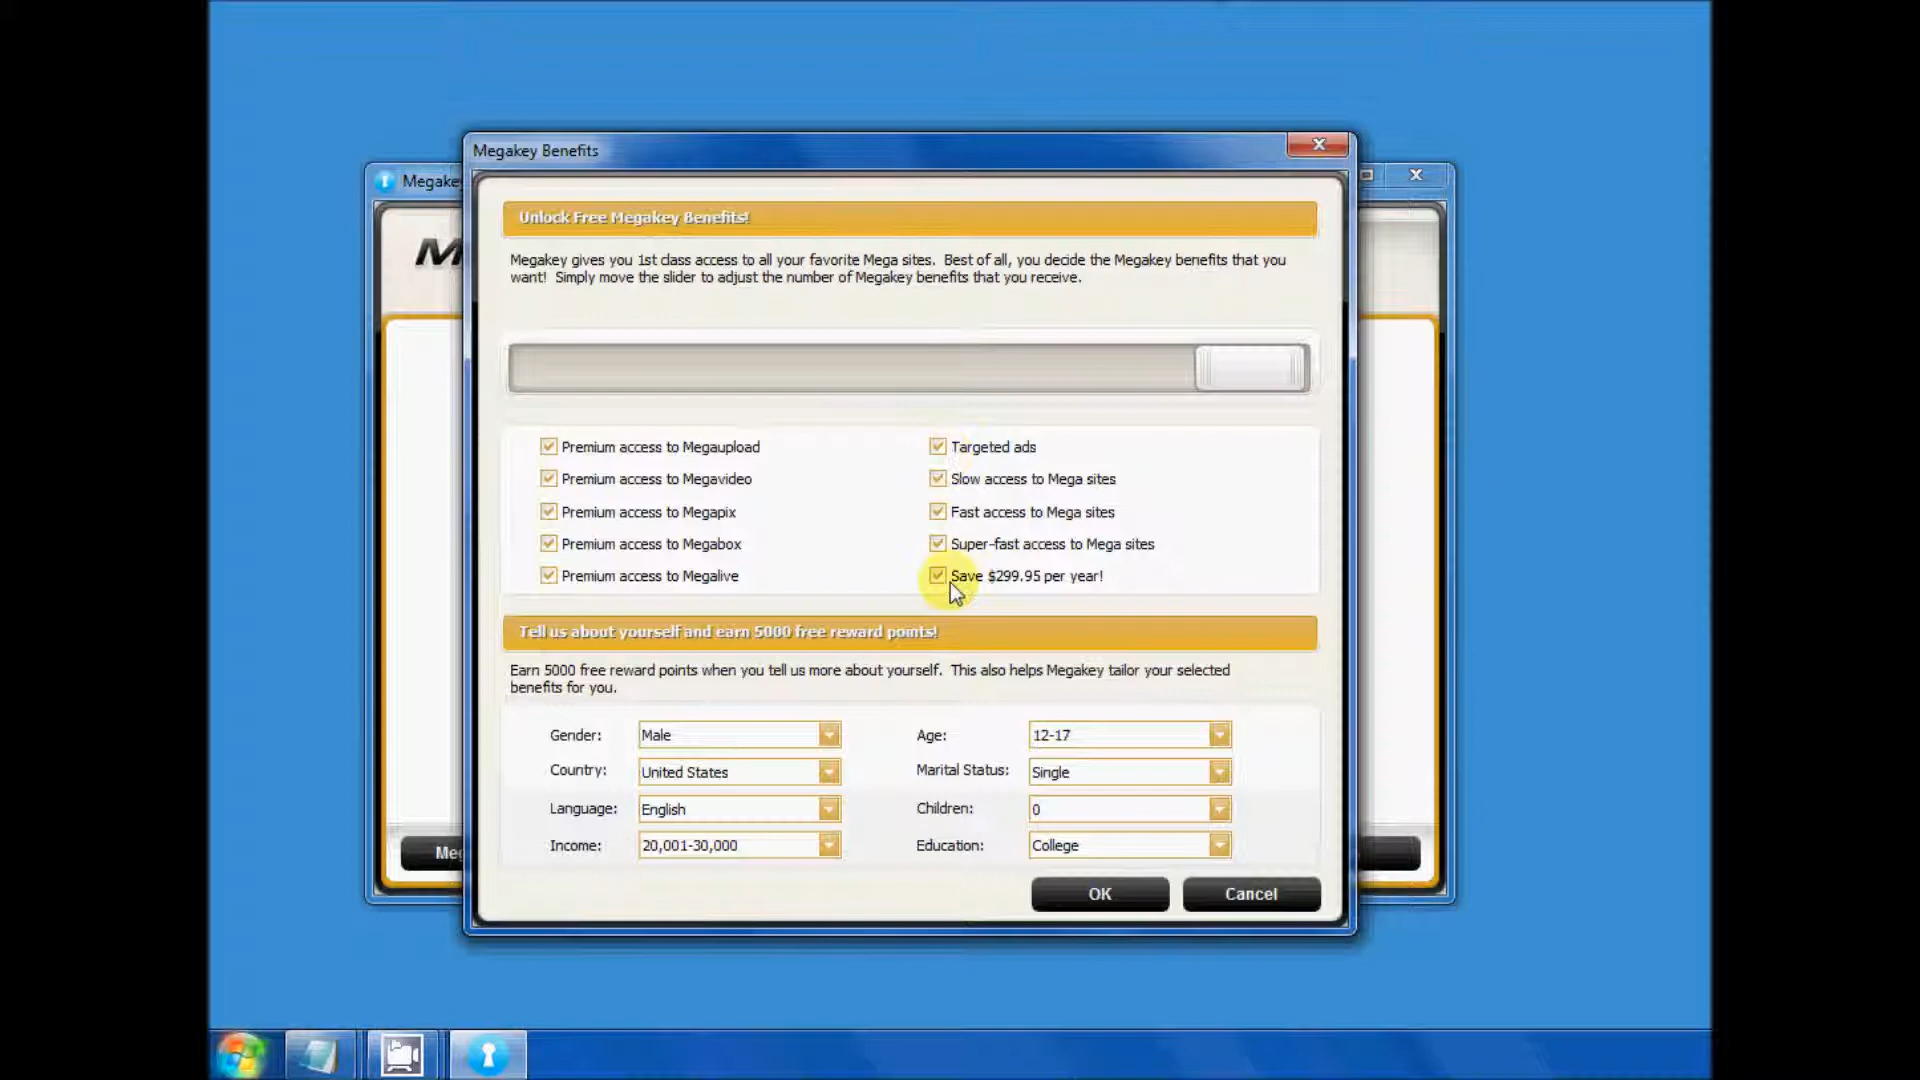 Megakey Benefits
Megakey
M
Unlock Free Megakey Benefits!
Megakey gives you 1st class access to all your favorite Mega sites. Best of all, you decide the Megakey benefits that you
want! Simply move the slider to adjust the number of Megakey benefits that you receive.
Premium access to Megaupload
Targeted ads
Premium access to Megavideo
Slow access to Mega sites
Premium access to Megapix
Fast access to Mega sites
Premium access to Megabox
Super-fast access to Mega sites
Premium access to Megalive
Save $299.95 per year!
Tell us about yourself and earn 5000 free reward points!
Earn 5000 free reward points when you tell us more about yourself. This also helps Megakey tailor your selected
benefits for you.
Gender: Male
Age: 12-17
Country: United States
Marital Status: Single
Language: English
Children: 0
Income: 20,001-30,000
Education: College
Meg
OK
Cancel